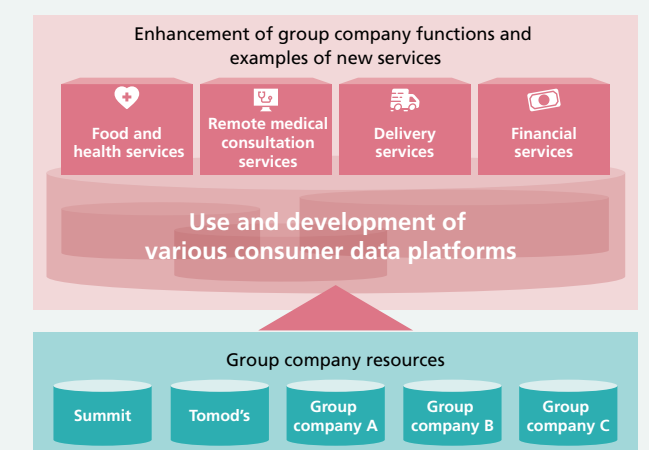 Enhancement of group company functions and
examples of new services
Food and
health services
Remote medical
consultation
services
Delivery
services
Financial
services
Use and development of
various consumer data platforms
Group company resources
Summit
Tomod's
Group
company A
Group
company B
Group
company C